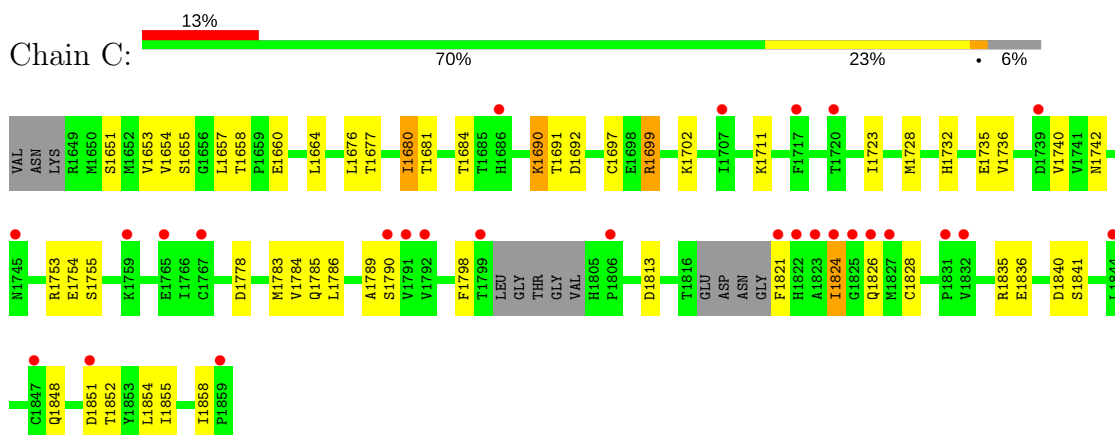 13%
Chain C:
70% 23% • 6%
VAL ASN LYS R1649 M1650 S1651 M1652 V1653 V1654 S1655 G1656 L1657 T1658 P1659 E1660 L1664 L1676 T1677 I1680 T1681 T1684 T1685 H1686 K1690 T1691 D1692 C1697 E1698 R1699 K1702 I1707 K1711 F1717 T1720 I1723 M1728 H1732 E1735 V1736 D1739 V1740 V1741 N1742
N1745 R1753 E1754 S1755 K1759 E1765 I1766 C1767 D1778 M1783 V1784 Q1785 L1786 A1789 S1790 V1791 V1792 F1798 T1799 LEU GLY THR GLY VAL H1805 P1806 D1813 T1816 GLU ASP ASN GLY F1821 H1822 A1823 I1824 G1825 Q1826 M1827 C1828 P1831 V1832 R1835 E1836 D1840 S1841 L1844
C1847 Q1848 D1851 T1852 Y1853 L1854 I1855 I1858 P1859